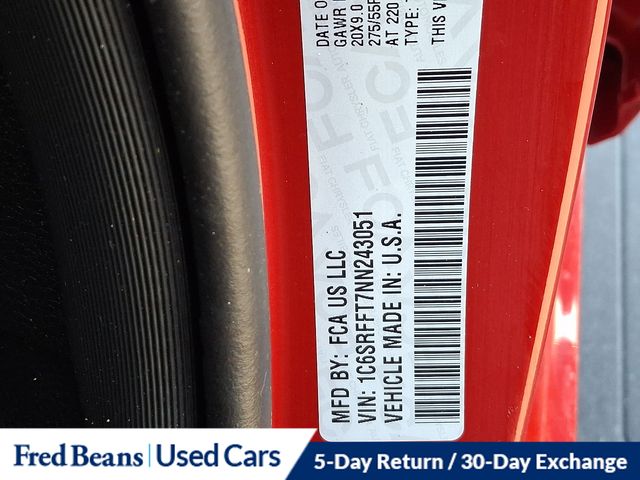 DATE O
GAWR
20X9.0
275/55R
AT 220
TYPE:
THIS V
MFD BY: FCA US LLC
VIN: 1C6SRFFT7NN243051
VEHICLE MADE IN: U.S.A.
Fred Beans | Used Cars
5-Day Return / 30-Day Exchange